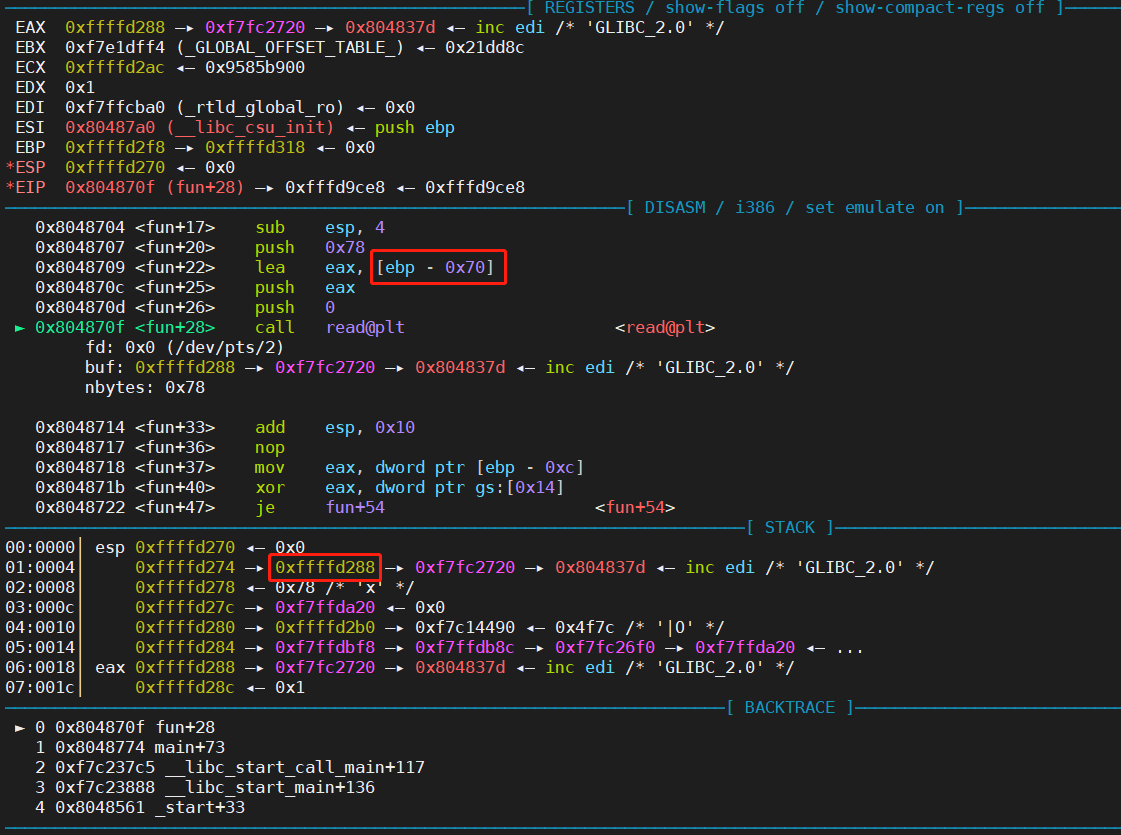 [ REGISTERS / show-flags off / show-compact-regs off ]
EAX  0xffffd288 —▸ 0xf7fc2720 —▸ 0x804837d ◂— inc edi /* 'GLIBC_2.0' */
EBX  0xf7e1dff4 (_GLOBAL_OFFSET_TABLE_) ◂— 0x21dd8c
ECX  0xffffd2ac ◂— 0x9585b900
EDX  0x1
EDI  0xf7ffcba0 (_rtld_global_ro) ◂— 0x0
ESI  0x80487a0 (__libc_csu_init) ◂— push ebp
EBP  0xffffd2f8 —▸ 0xffffd318 ◂— 0x0
*ESP  0xffffd270 ◂— 0x0
*EIP  0x804870f (fun+28) —▸ 0xfffd9ce8 ◂— 0xfffd9ce8
[ DISASM / i386 / set emulate on ]
0x8048704 <fun+17>    sub    esp, 4
0x8048707 <fun+20>    push   0x78
0x8048709 <fun+22>    lea    eax, [ebp - 0x70]
0x804870c <fun+25>    push   eax
0x804870d <fun+26>    push   0
► 0x804870f <fun+28>    call   read@plt                     <read@plt>
fd: 0x0 (/dev/pts/2)
buf: 0xffffd288 —▸ 0xf7fc2720 —▸ 0x804837d ◂— inc edi /* 'GLIBC_2.0' */
nbytes: 0x78
0x8048714 <fun+33>    add    esp, 0x10
0x8048717 <fun+36>    nop
0x8048718 <fun+37>    mov    eax, dword ptr [ebp - 0xc]
0x804871b <fun+40>    xor    eax, dword ptr gs:[0x14]
0x8048722 <fun+47>    je     fun+54                     <fun+54>
[ STACK ]
00:0000│ esp 0xffffd270 ◂— 0x0
01:0004│     0xffffd274 —▸ 0xffffd288 —▸ 0xf7fc2720 —▸ 0x804837d ◂— inc edi /* 'GLIBC_2.0' */
02:0008│     0xffffd278 ◂— 0x78 /* 'x' */
03:000c│     0xffffd27c —▸ 0xf7ffda20 ◂— 0x0
04:0010│     0xffffd280 —▸ 0xffffd2b0 —▸ 0xf7c14490 ◂— 0x4f7c /* '|O' */
05:0014│     0xffffd284 —▸ 0xf7ffdbf8 —▸ 0xf7ffdb8c —▸ 0xf7fc26f0 —▸ 0xf7ffda20 ◂— ...
06:0018│ eax 0xffffd288 —▸ 0xf7fc2720 —▸ 0x804837d ◂— inc edi /* 'GLIBC_2.0' */
07:001c│     0xffffd28c ◂— 0x1
[ BACKTRACE ]
► 0 0x804870f fun+28
1 0x8048774 main+73
2 0xf7c237c5 __libc_start_call_main+117
3 0xf7c23888 __libc_start_main+136
4 0x8048561 _start+33